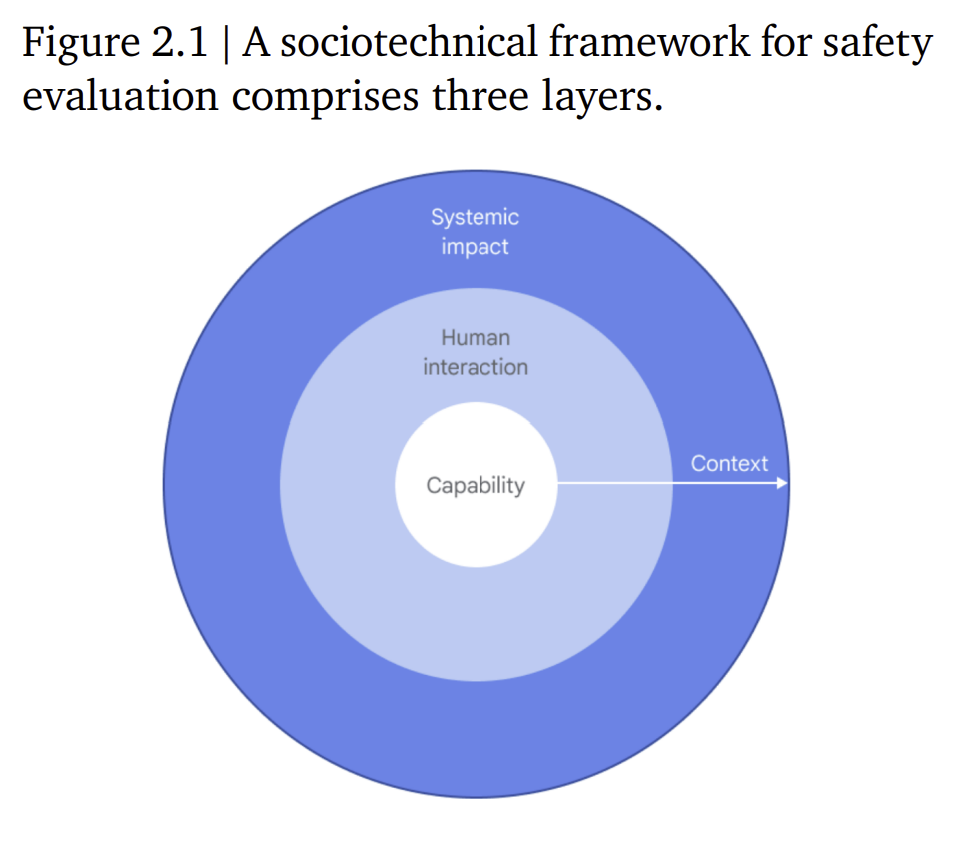 Figure 2.1 | A sociotechnical framework for safety
evaluation comprises three layers.
Systemic
impact
Human
interaction
Context
Capability